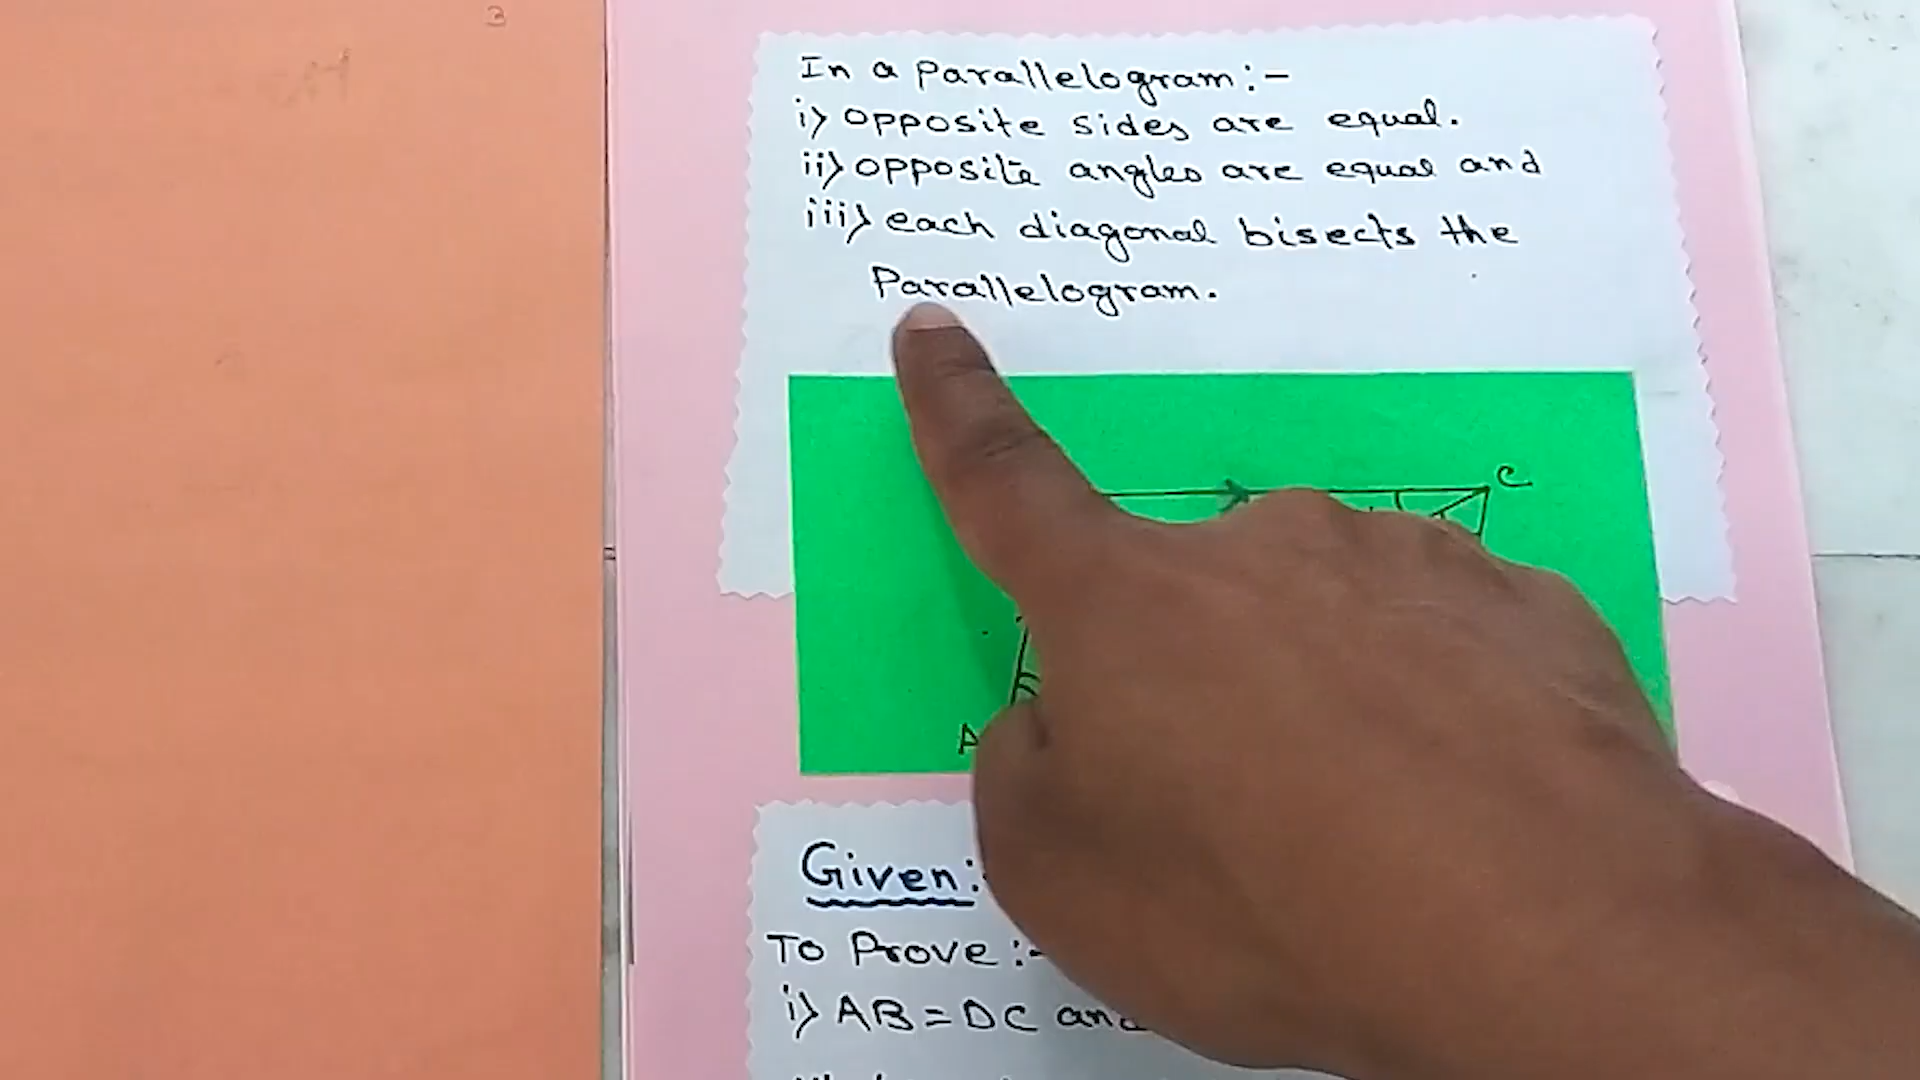 In a Parallelogram:-
i) opposite sides are equal.
ii) opposite angles are equal and
iii) each diagonal bisects the
Parallelogram.
C
A
Given:
To Prove:-
i) AB=DC and